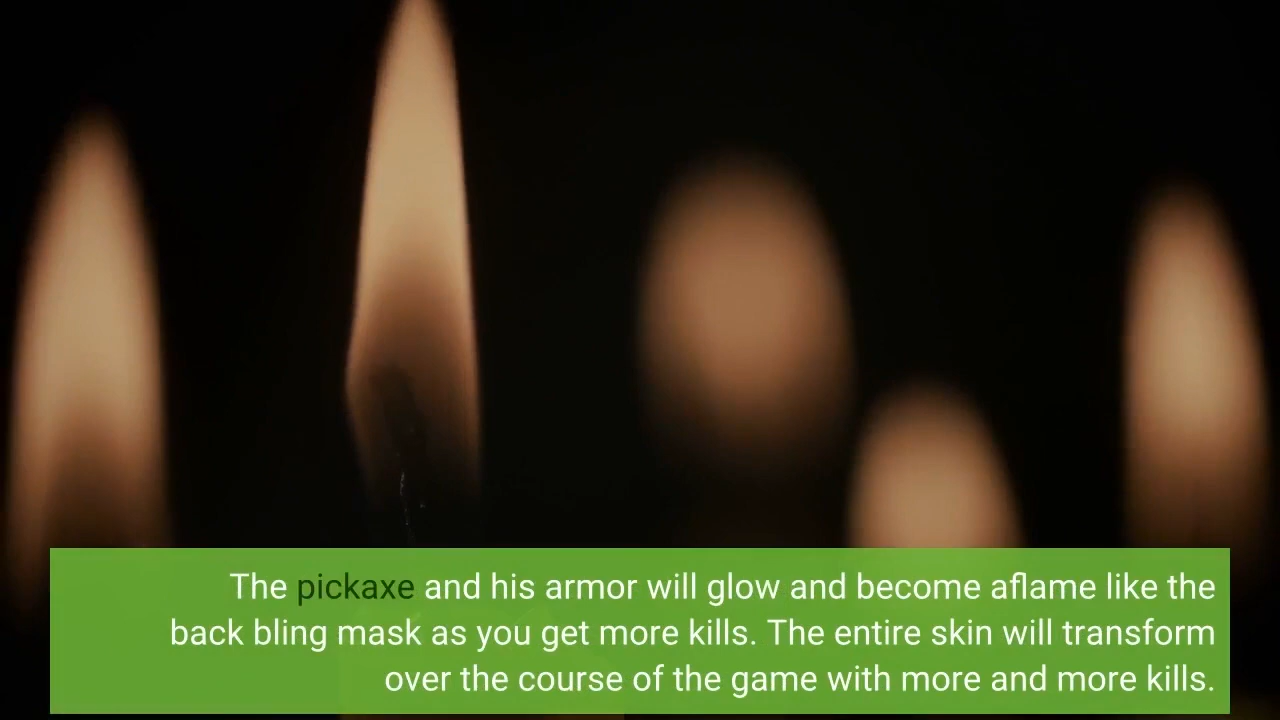 The pickaxe and his armor will glow and become aflame like the
back bling mask as you get more kills. The entire skin will transform
over the course of the game with more and more kills.